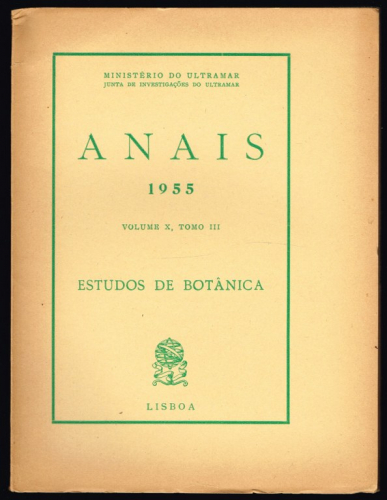 MINISTÉRIO DO ULTRAMAR
JUNTA DE INVESTIGAÇÕES DO ULTRAMAR
ANAIS
1955
VOLUME X, TOMO III
ESTUDOS DE BOTÂNICA
LISBOA